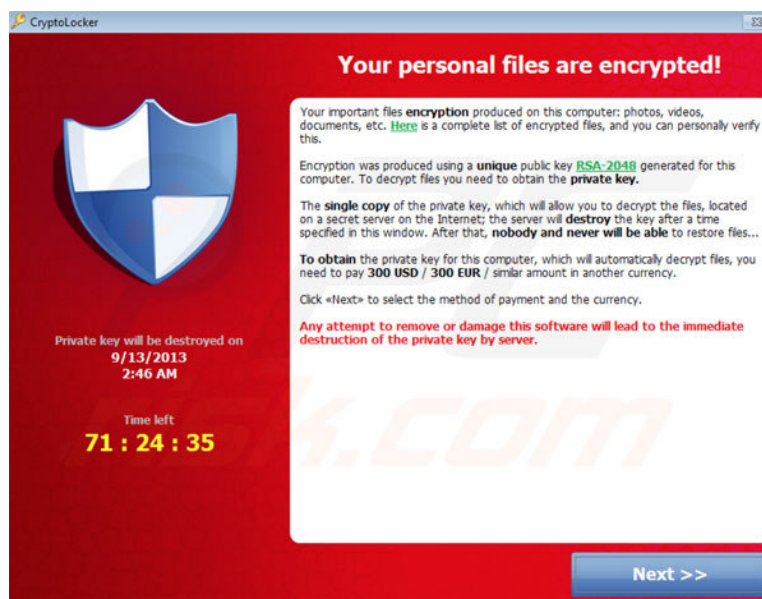 CryptoLocker
Your personal files are encrypted!
Your important files encryption produced on this computer: photos, videos,
documents, etc. Here is a complete list of encrypted files, and you can personally verify
this.
Encryption was produced using a unique public key RSA-2048 generated for this
computer. To decrypt files you need to obtain the private key.
The single copy of the private key, which will allow you to decrypt the files, located
on a secret server on the Internet; the server will destroy the key after a time
specified in this window. After that, nobody and never will be able to restore files...
To obtain the private key for this computer, which will automatically decrypt files, you
need to pay 300 USD / 300 EUR / similar amount in another currency.
Click «Next» to select the method of payment and the currency.
Any attempt to remove or damage this software will lead to the immediate
destruction of the private key by server.
Private key will be destroyed on
9/13/2013
2:46 AM
Time left
71 : 24 : 35
Next >>
PC
risk.com